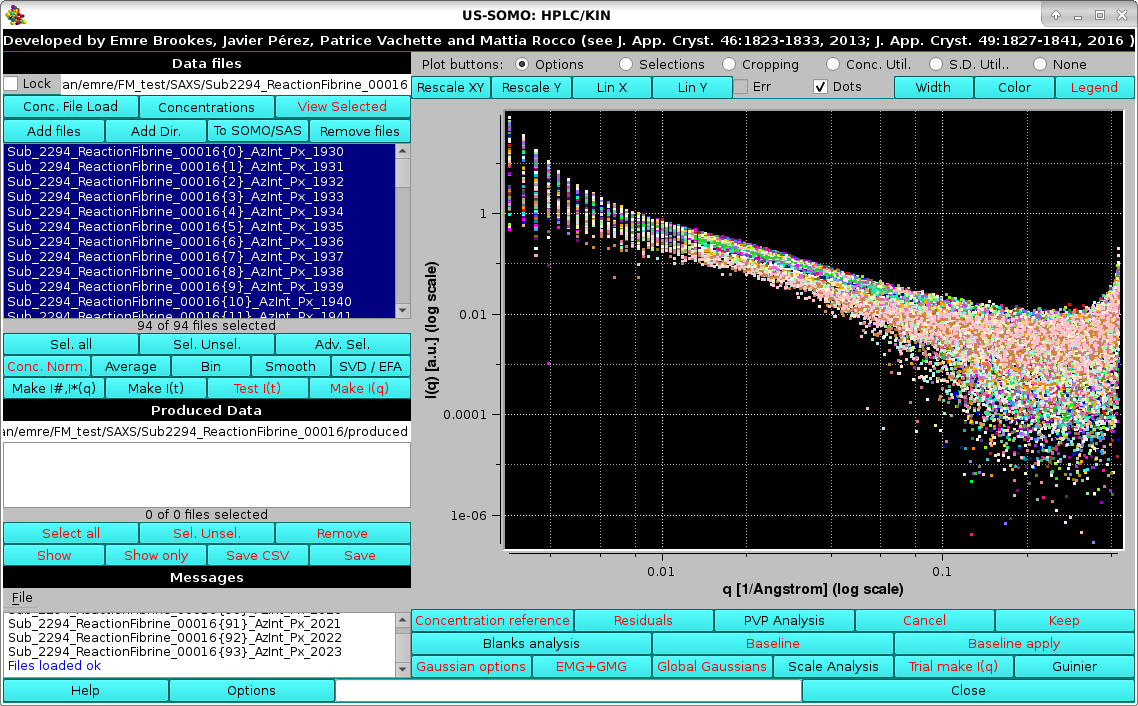 US-SOMO: HPLC/KIN
Developed by Emre Brookes, Javier Pérez, Patrice Vachette and Mattia Rocco (see J. App. Cryst. 46:1823-1833, 2013; J. App. Cryst. 49:1827-1841, 2016 )
Data files
Lock an/emre/FM_test/SAXS/Sub2294_ReactionFibrine_00016
Conc. File Load Concentrations View Selected
Add files Add Dir. To SOMO/SAS Remove files
Sub_2294_ReactionFibrine_00016{0}_AzInt_Px_1930
Sub_2294_ReactionFibrine_00016{1}_AzInt_Px_1931
Sub_2294_ReactionFibrine_00016{2}_AzInt_Px_1932
Sub_2294_ReactionFibrine_00016{3}_AzInt_Px_1933
Sub_2294_ReactionFibrine_00016{4}_AzInt_Px_1934
Sub_2294_ReactionFibrine_00016{5}_AzInt_Px_1935
Sub_2294_ReactionFibrine_00016{6}_AzInt_Px_1936
Sub_2294_ReactionFibrine_00016{7}_AzInt_Px_1937
Sub_2294_ReactionFibrine_00016{8}_AzInt_Px_1938
Sub_2294_ReactionFibrine_00016{9}_AzInt_Px_1939
Sub_2294_ReactionFibrine_00016{10}_AzInt_Px_1940
Sub_2294_ReactionFibrine_00016{11}_AzInt_Px_1941
94 of 94 files selected
Sel. all Sel. Unsel. Adv. Sel.
Conc. Norm. Average Bin Smooth SVD / EFA
Make I#,I*(q) Make I(t) Test I(t) Make I(q)
Produced Data
an/emre/FM_test/SAXS/Sub2294_ReactionFibrine_00016/produced
0 of 0 files selected
Select all Sel. Unsel. Remove
Show Show only Save CSV Save
Messages
File
Sub_2294_ReactionFibrine_00016{91}_AzInt_Px_2021
Sub_2294_ReactionFibrine_00016{92}_AzInt_Px_2022
Sub_2294_ReactionFibrine_00016{93}_AzInt_Px_2023
Files loaded ok
Plot buttons: Options Selections Cropping Conc. Util. S.D. Util.. None
Rescale XY Rescale Y Lin X Lin Y Err Dots Width Color Legend
I(q) [a.u.] (log scale)
1
0.01
0.0001
1e-06
0.01 0.1
q [1/Angstrom] (log scale)
Concentration reference Residuals PVP Analysis Cancel Keep
Blanks analysis Baseline Baseline apply
Gaussian options EMG+GMG Global Gaussians Scale Analysis Trial make I(q) Guinier
Help Options Close